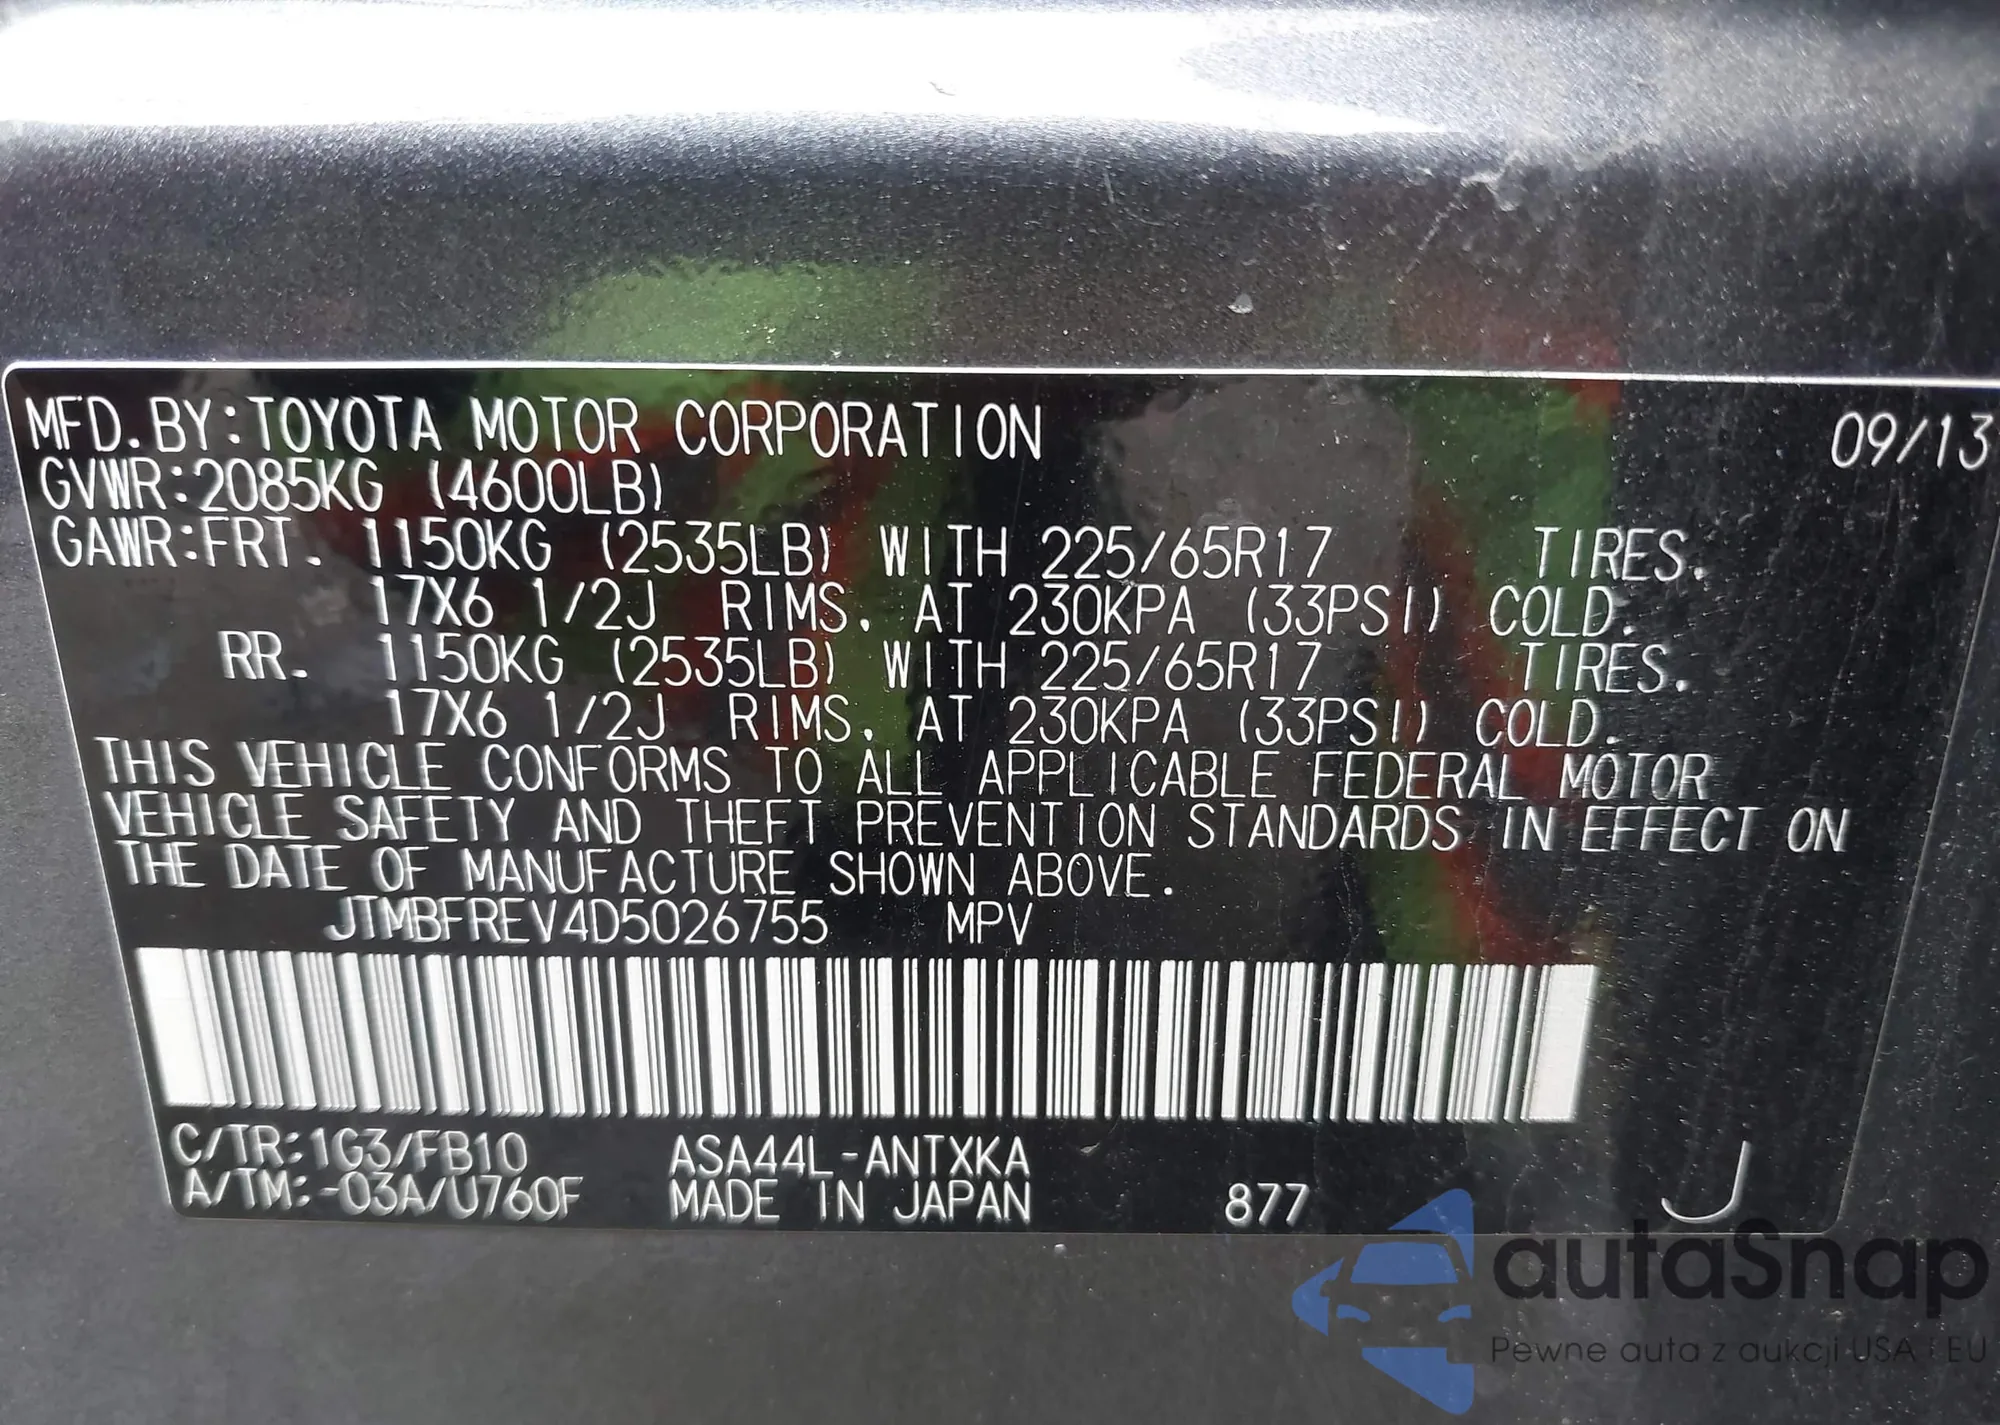 MFD.BY:TOYOTA MOTOR CORPORATION 09/13
GVWR:2085KG (4600LB)
GAWR:FRT. 1150KG (2535LB) WITH 225/65R17 TIRES.
17X6 1/2J RIMS, AT 230KPA (33PSI) COLD.
RR. 1150KG (2535LB) WITH 225/65R17 TIRES.
17X6 1/2J RIMS, AT 230KPA (33PSI) COLD.
THIS VEHICLE CONFORMS TO ALL APPLICABLE FEDERAL MOTOR
VEHICLE SAFETY AND THEFT PREVENTION STANDARDS IN EFFECT ON
THE DATE OF MANUFACTURE SHOWN ABOVE.
JTMBFREV4D5026755 MPV
C/TR:1G3/FB10 ASA44L-ANTXKA
A/TM:-03A/U760F MADE IN JAPAN 877 J
autoSnap
Pewne auta z aukcji USA i EU